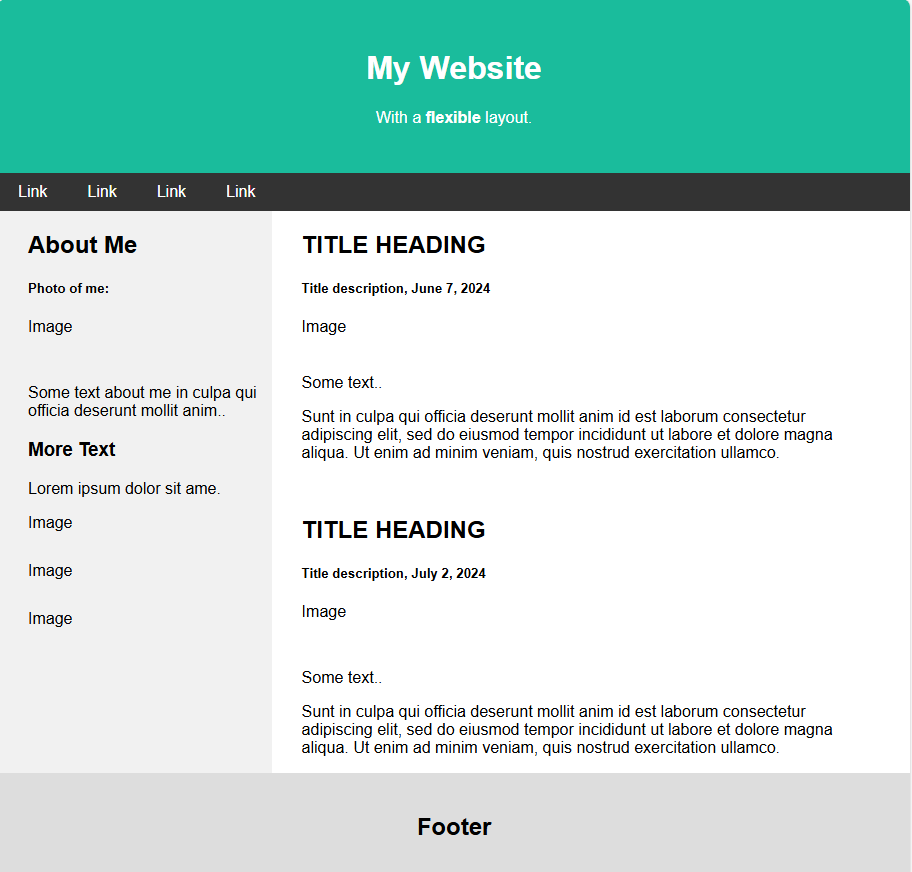 My Website
With a flexible layout.
Link Link Link Link
About Me
Photo of me:
Image
Some text about me in culpa qui
officia deserunt mollit anim..
More Text
Lorem ipsum dolor sit ame.
Image
Image
Image
TITLE HEADING
Title description, June 7, 2024
Image
Some text..
Sunt in culpa qui officia deserunt mollit anim id est laborum consectetur
adipiscing elit, sed do eiusmod tempor incididunt ut labore et dolore magna
aliqua. Ut enim ad minim veniam, quis nostrud exercitation ullamco.
TITLE HEADING
Title description, July 2, 2024
Image
Some text..
Sunt in culpa qui officia deserunt mollit anim id est laborum consectetur
adipiscing elit, sed do eiusmod tempor incididunt ut labore et dolore magna
aliqua. Ut enim ad minim veniam, quis nostrud exercitation ullamco.
Footer